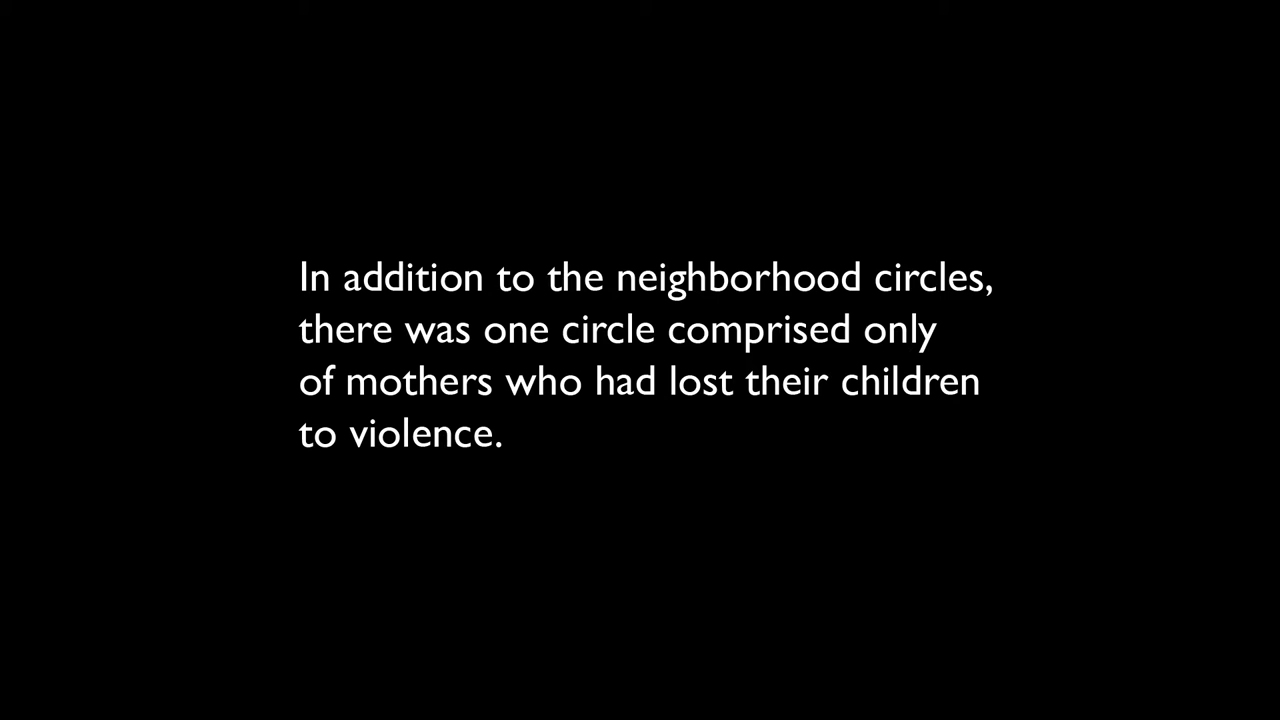 In addition to the neighborhood circles,
there was one circle comprised only
of mothers who had lost their children
to violence.